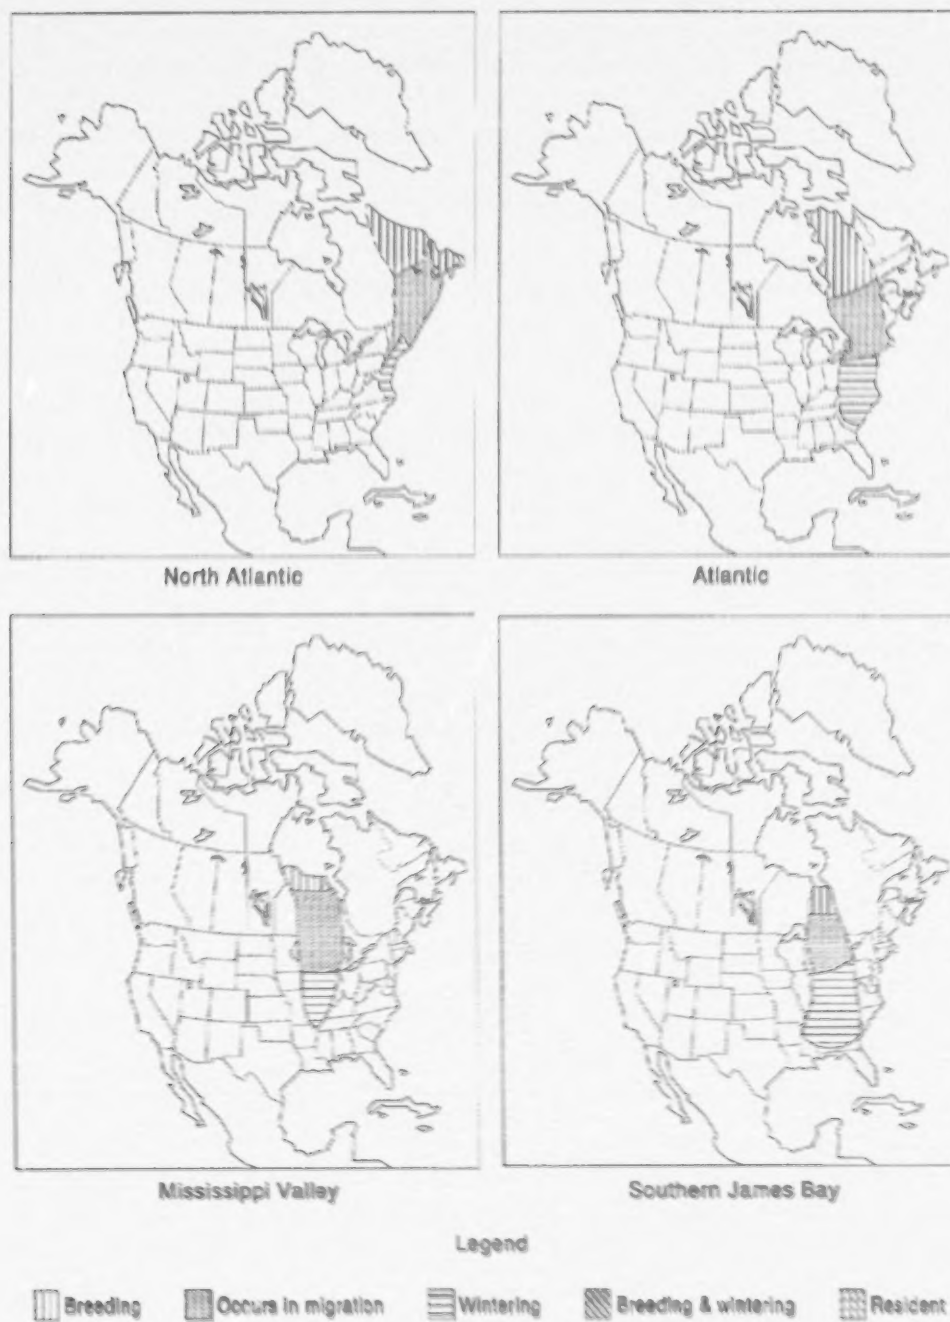 North Atlantic
Atlantic
Mississippi Valley
Southern James Bay
Legend
Breeding
Occurs in migration
Wintering
Breeding & wintering
Resident